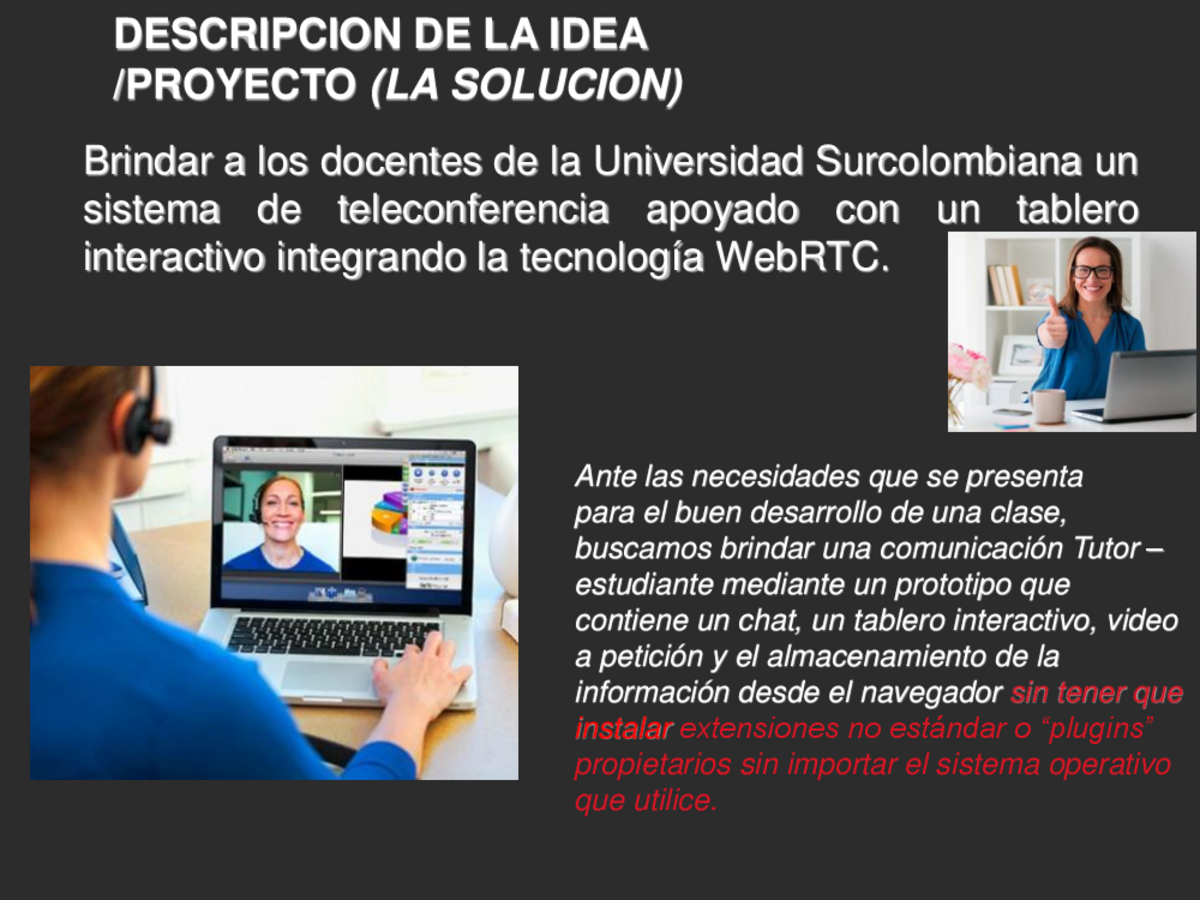 DESCRIPCION DE LA IDEA
/PROYECTO (LA SOLUCION)
Brindar a los docentes de la Universidad Surcolombiana un
sistema de teleconferencia apoyado con un tablero
interactivo integrando la tecnología WebRTC.
Ante las necesidades que se presenta
para el buen desarrollo de una clase,
buscamos brindar una comunicación Tutor –
estudiante mediante un prototipo que
contiene un chat, un tablero interactivo, video
a petición y el almacenamiento de la
información desde el navegador sin tener que
instalar extensiones no estándar o “plugins”
propietarios sin importar el sistema operativo
que utilice.